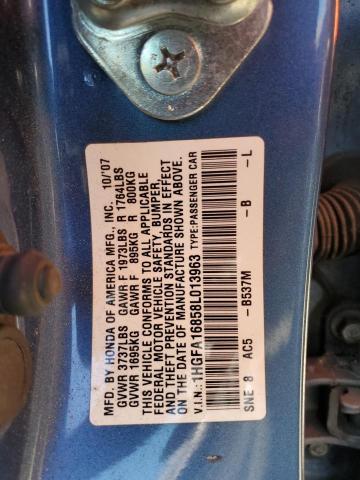 MFD. BY HONDA OF AMERICA MFG., INC. 10/'07
GVWR 3737LBS GAWR F 1973LBS R 1764LBS
GVWR 1695KG GAWR F 895KG R 800KG
THIS VEHICLE CONFORMS TO ALL APPLICABLE
FEDERAL MOTOR VEHICLE SAFETY, BUMPER,
AND THEFT PREVENTION STANDARDS IN EFFECT
ON THE DATE OF MANUFACTURE SHOWN ABOVE.
V.I.N.: 1HGFA16858L013963 TYPE:PASSENGER CAR
SNE 8 AC5 - B537M - B - L